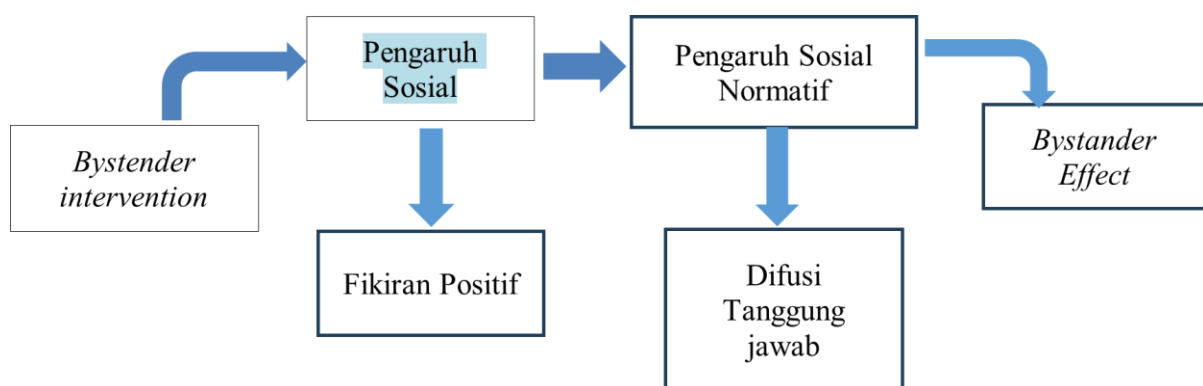 Bystender
intervention
Pengaruh
Sosial
Pengaruh Sosial
Normatif
Bystander
Effect
Fikiran Positif
Difusi
Tanggung
jawab